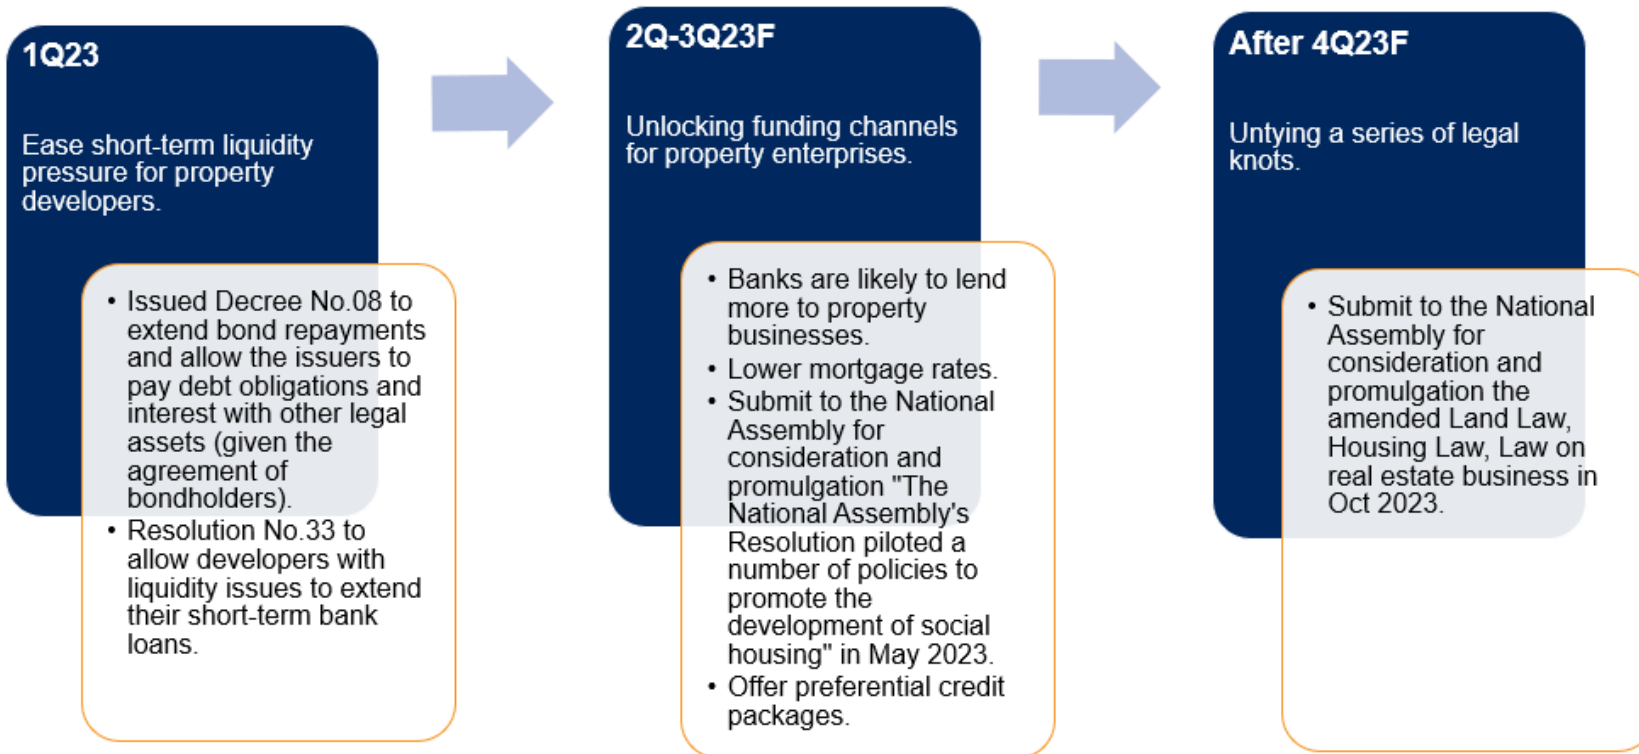 1Q23
Ease short-term liquidity
pressure for property
developers.
• Issued Decree No.08 to
extend bond repayments
and allow the issuers to
pay debt obligations and
interest with other legal
assets (given the
agreement of
bondholders).
• Resolution No.33 to
allow developers with
liquidity issues to extend
their short-term bank
loans.
2Q-3Q23F
Unlocking funding channels
for property enterprises.
• Banks are likely to lend
more to property
businesses.
• Lower mortgage rates.
• Submit to the National
Assembly for
consideration and
promulgation "The
National Assembly's
Resolution piloted a
number of policies to
promote the
development of social
housing" in May 2023.
• Offer preferential credit
packages.
After 4Q23F
Untying a series of legal
knots.
• Submit to the National
Assembly for
consideration and
promulgation the
amended Land Law,
Housing Law, Law on
real estate business in
Oct 2023.